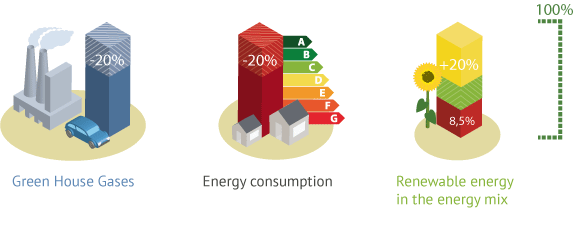 100%
-20%
-20%
A
B
C
D
E
F
G
+20%
8,5%
Green House Gases
Energy consumption
Renewable energy
in the energy mix